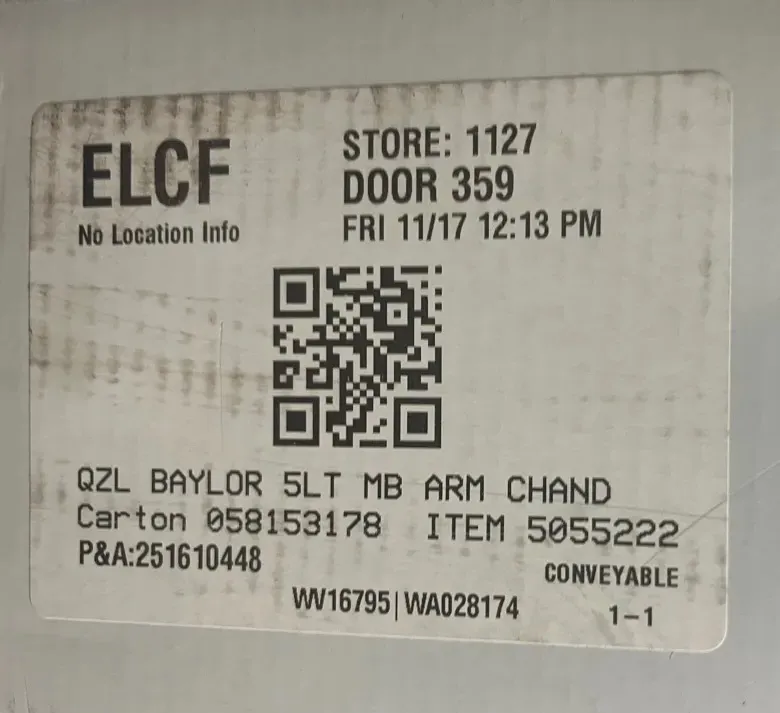 ELCF
No Location Info
STORE: 1127
DOOR 359
FRI 11/17 12:13 PM
QZL BAYLOR 5LT MB ARM CHAND
Carton 058153178 ITEM 5055222
P&A:251610448
CONVEYABLE
WV16795|WA028174
1-1